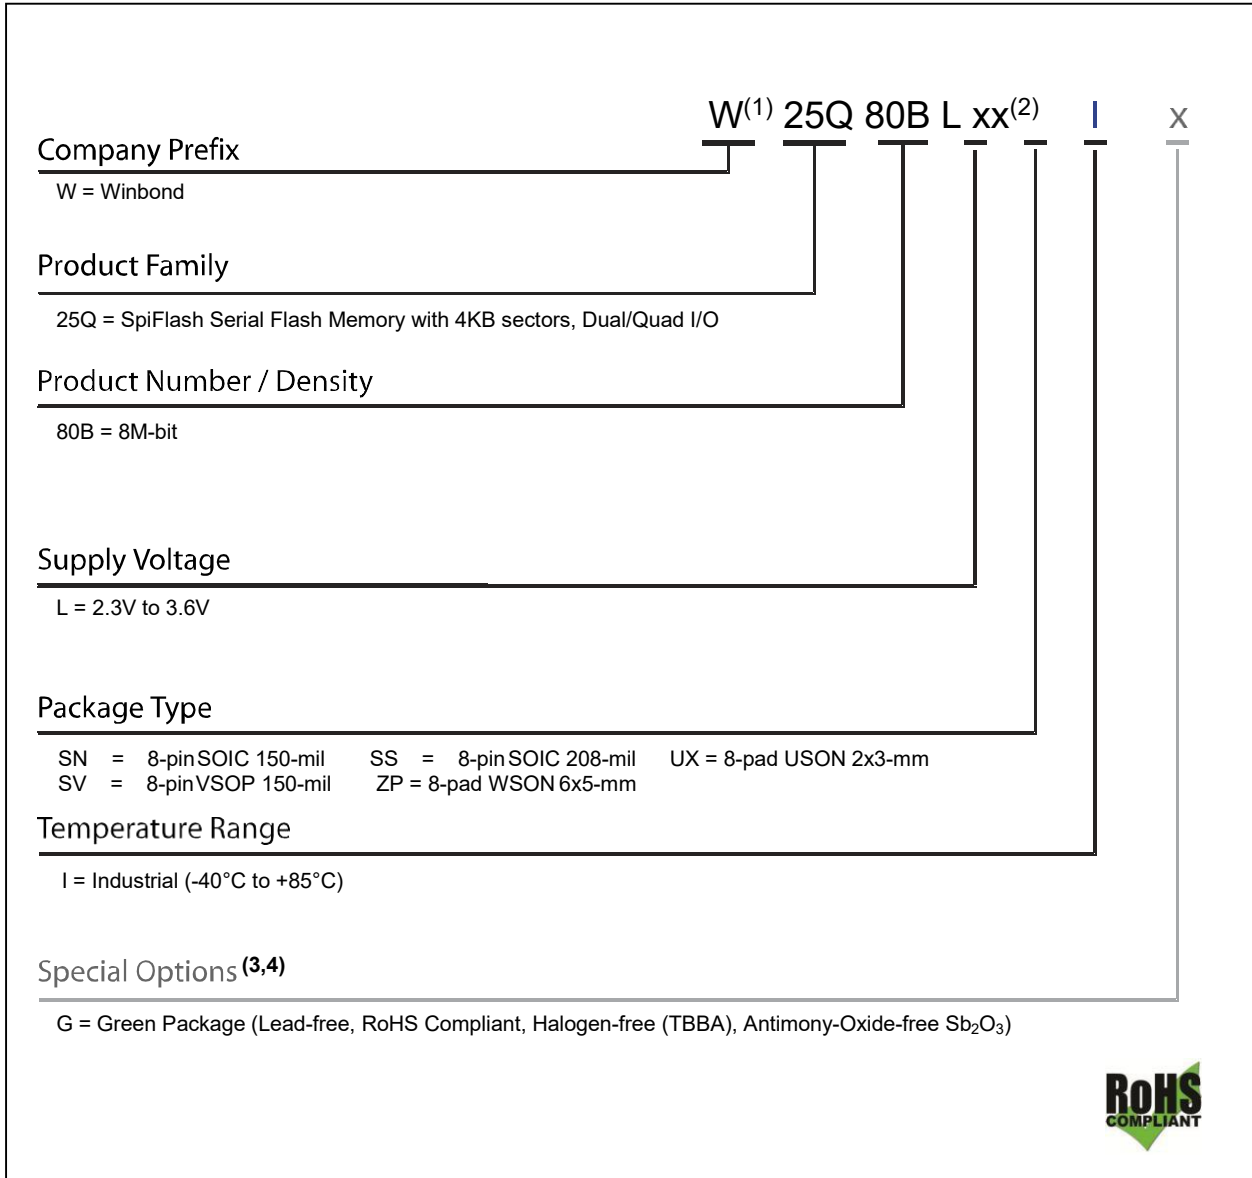 W(1) 25Q 80B L xx(2) I x
Company Prefix
W = Winbond
Product Family
25Q = SpiFlash Serial Flash Memory with 4KB sectors, Dual/Quad I/O
Product Number / Density
80B = 8M-bit
Supply Voltage
L = 2.3V to 3.6V
Package Type
SN = 8-pin SOIC 150-mil SS = 8-pin SOIC 208-mil UX = 8-pad USON 2x3-mm
SV = 8-pin VSOP 150-mil ZP = 8-pad WSON 6x5-mm
Temperature Range
I = Industrial (-40°C to +85°C)
Special Options (3,4)
G = Green Package (Lead-free, RoHS Compliant, Halogen-free (TBBA), Antimony-Oxide-free Sb₂O₃)
RoHS
COMPLIANT